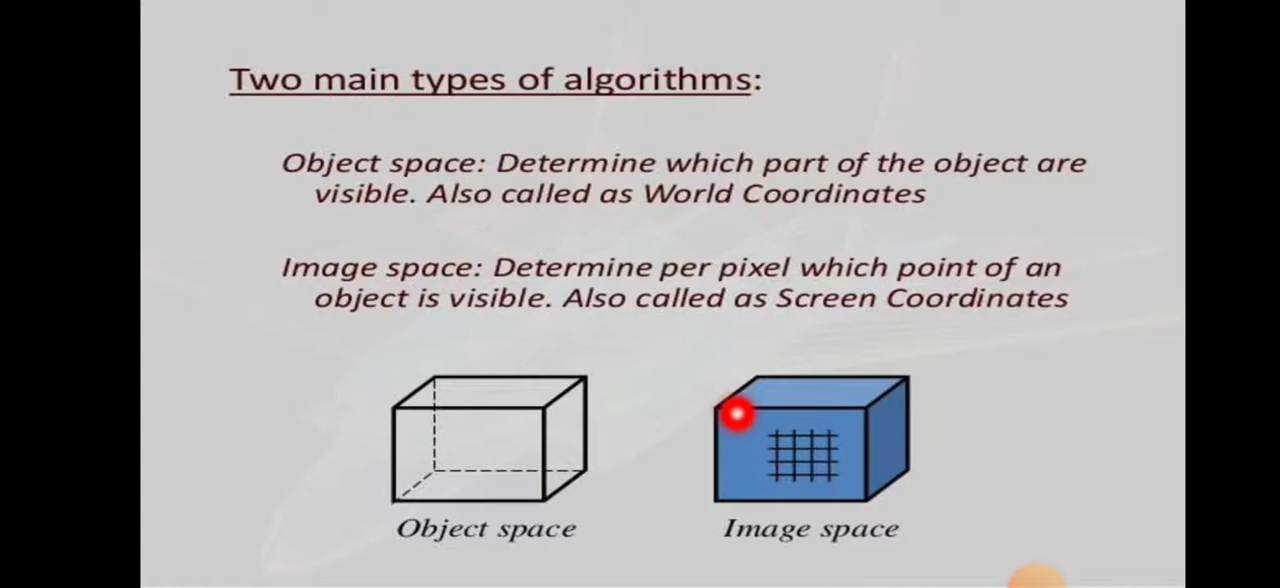 Two main types of algorithms:
Object space: Determine which part of the object are
visible. Also called as World Coordinates
Image space: Determine per pixel which point of an
object is visible. Also called as Screen Coordinates
Object space
Image space